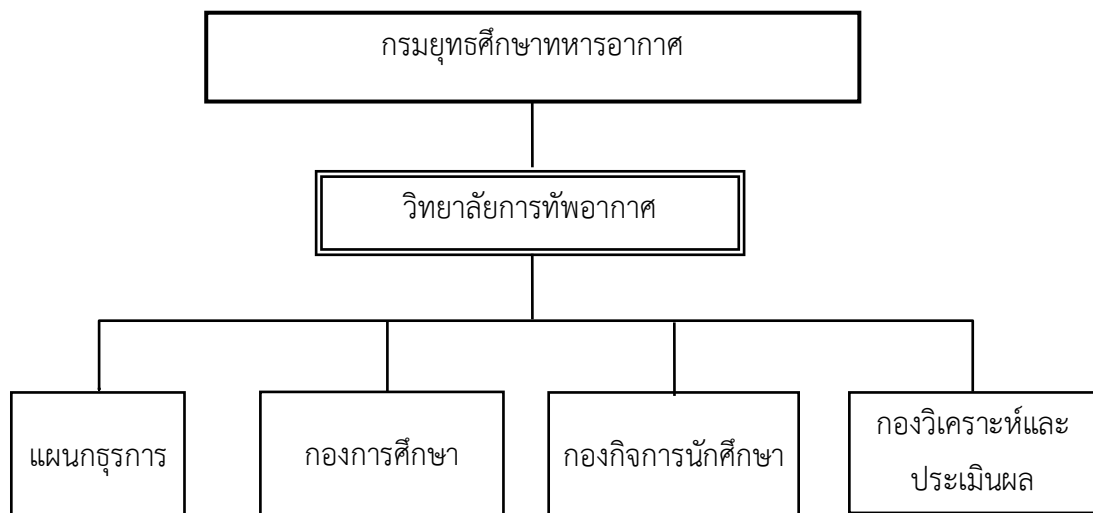 กรมยุทธศึกษาทหารอากาศ
วิทยาลัยการทัพอากาศ
แผนกธุรการ
กองการศึกษา
กองกิจการนักศึกษา
กองวิเคราะห์และ
ประเมินผล